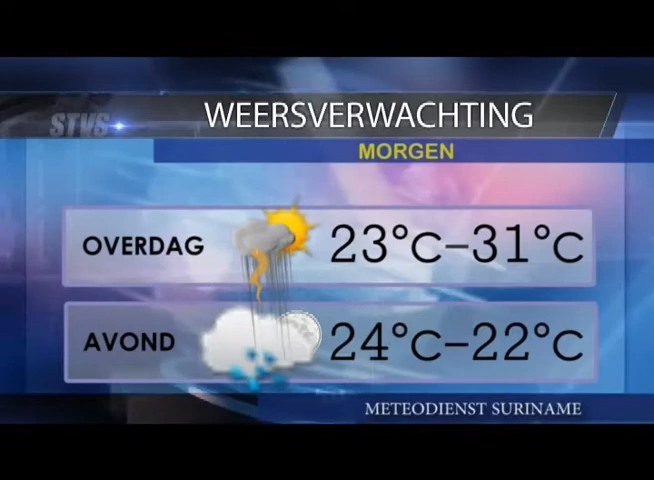 STVS
WEERSVERWACHTING
MORGEN
OVERDAG 23°C-31°C
AVOND 24°C-22°C
METEODIENST SURINAME